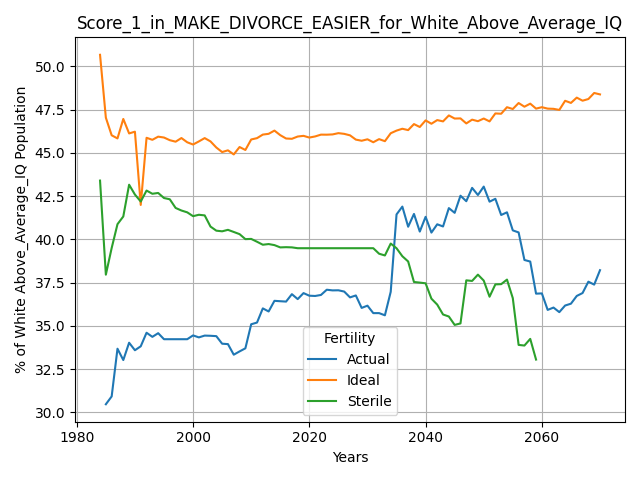 Score_1_in_MAKE_DIVORCE_EASIER_for_White_Above_Average_IQ
% of White Above_Average_IQ Population
50.0
47.5
45.0
42.5
40.0
37.5
35.0
32.5
30.0
Fertility
Actual
Ideal
Sterile
1980
2000
2020
2040
2060
Years